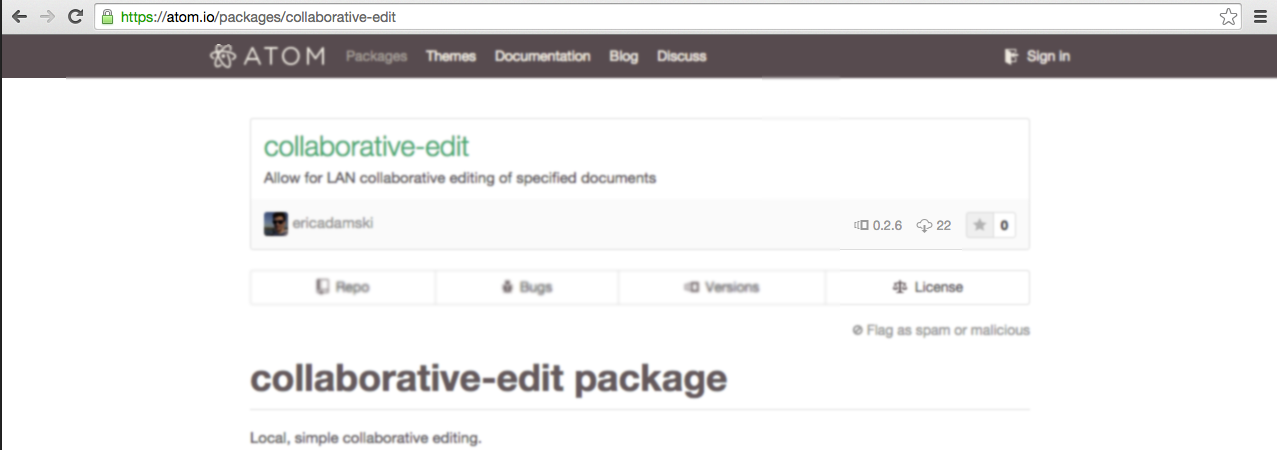 https://atom.io/packages/collaborative-edit
ATOM Packages Themes Documentation Blog Discuss Sign in
collaborative-edit
Allow for LAN collaborative editing of specified documents
ericadamski 0.2.6 22 0
Repo Bugs Versions License
Flag as spam or malicious
collaborative-edit package
Local, simple collaborative editing.